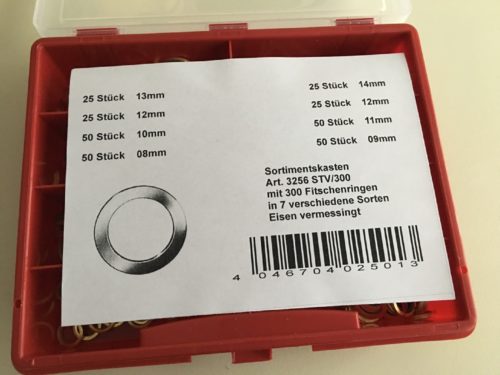 25 Stück 13mm
25 Stück 12mm
50 Stück 10mm
50 Stück 08mm
25 Stück 14mm
25 Stück 12mm
50 Stück 11mm
50 Stück 09mm
Sortimentskasten
Art. 3256 STV/300
mit 300 Fitschenringen
in 7 verschiedene Sorten
Eisen vermessingt
4 046704 025013